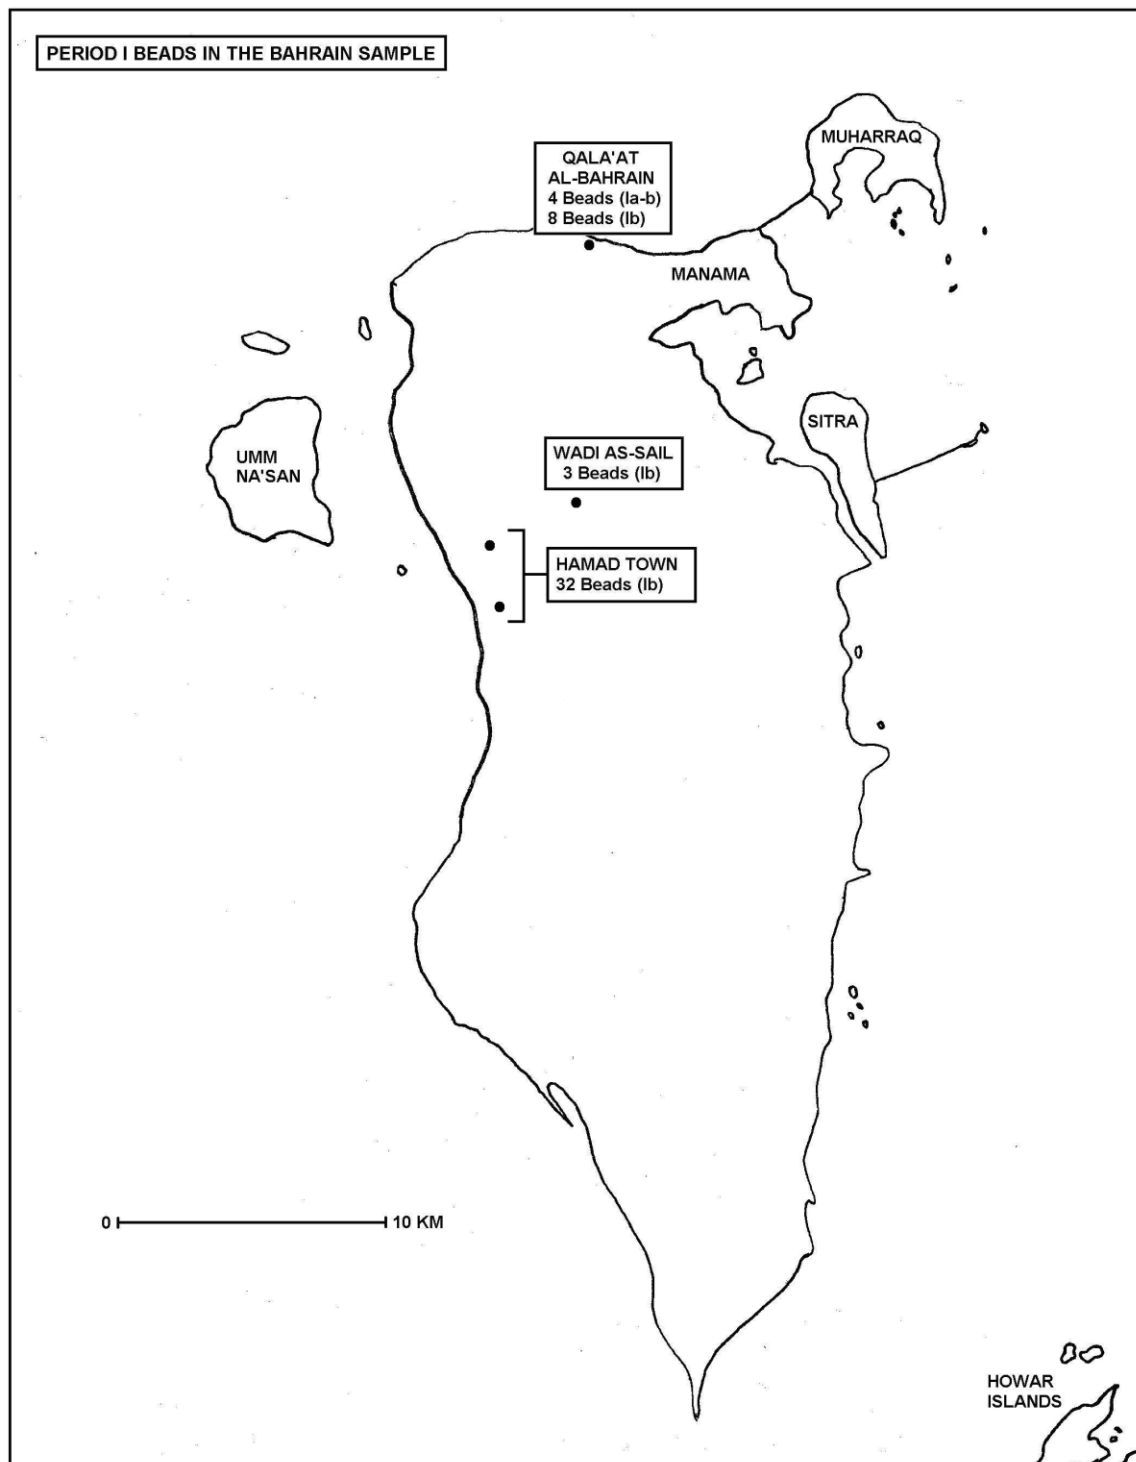 PERIOD I BEADS IN THE BAHRAIN SAMPLE
MUHARRAQ
QALA'AT
AL-BAHRAIN
4 Beads (Ia-b)
8 Beads (Ib)
MANAMA
SITRA
UMM
NA'SAN
WADI AS-SAIL
3 Beads (Ib)
HAMAD TOWN
32 Beads (Ib)
0
10 KM
HOWAR
ISLANDS